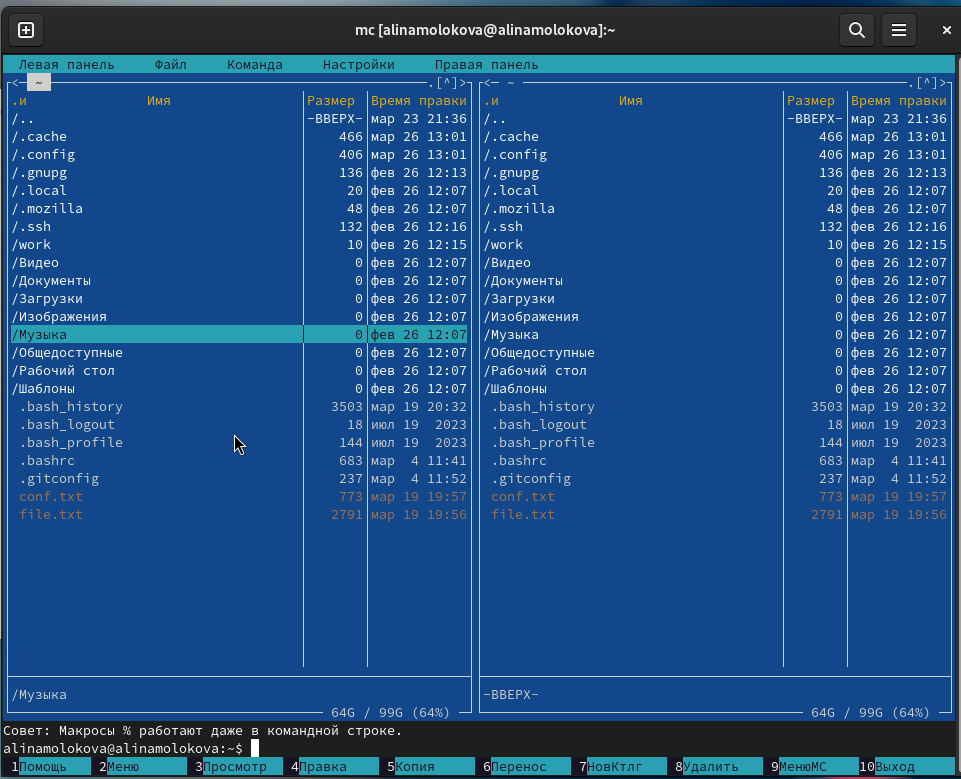 mc [alinamolokova@alinamolokova]:~
Левая панель Файл Команда Настройки Правая панель
<─ ~ .[^]> <─ ~ .[^]>
.и Имя Размер Время правки .и Имя Размер Время правки
/.. -ВВЕРХ- мар 23 21:36 /.. -ВВЕРХ- мар 23 21:36
/.cache 466 мар 26 13:01 /.cache 466 мар 26 13:01
/.config 406 мар 26 13:01 /.config 406 мар 26 13:01
/.gnupg 136 фев 26 12:13 /.gnupg 136 фев 26 12:13
/.local 20 фев 26 12:07 /.local 20 фев 26 12:07
/.mozilla 48 фев 26 12:07 /.mozilla 48 фев 26 12:07
/.ssh 132 фев 26 12:16 /.ssh 132 фев 26 12:16
/work 10 фев 26 12:15 /work 10 фев 26 12:15
/Видео 0 фев 26 12:07 /Видео 0 фев 26 12:07
/Документы 0 фев 26 12:07 /Документы 0 фев 26 12:07
/Загрузки 0 фев 26 12:07 /Загрузки 0 фев 26 12:07
/Изображения 0 фев 26 12:07 /Изображения 0 фев 26 12:07
/Музыка 0 фев 26 12:07 /Музыка 0 фев 26 12:07
/Общедоступные 0 фев 26 12:07 /Общедоступные 0 фев 26 12:07
/Рабочий стол 0 фев 26 12:07 /Рабочий стол 0 фев 26 12:07
/Шаблоны 0 фев 26 12:07 /Шаблоны 0 фев 26 12:07
.bash_history 3503 мар 19 20:32 .bash_history 3503 мар 19 20:32
.bash_logout 18 июл 19 2023 .bash_logout 18 июл 19 2023
.bash_profile 144 июл 19 2023 .bash_profile 144 июл 19 2023
.bashrc 683 мар 4 11:41 .bashrc 683 мар 4 11:41
.gitconfig 237 мар 4 11:52 .gitconfig 237 мар 4 11:52
conf.txt 773 мар 19 19:57 conf.txt 773 мар 19 19:57
file.txt 2791 мар 19 19:56 file.txt 2791 мар 19 19:56
/Музыка -ВВЕРХ-
64G / 99G (64%) 64G / 99G (64%)
Совет: Макросы % работают даже в командной строке.
alinamolokova@alinamolokova:~$
1Помощь 2Меню 3Просмотр 4Правка 5Копия 6Перенос 7НовКтлг 8Удалить 9МенюМС 10Выход